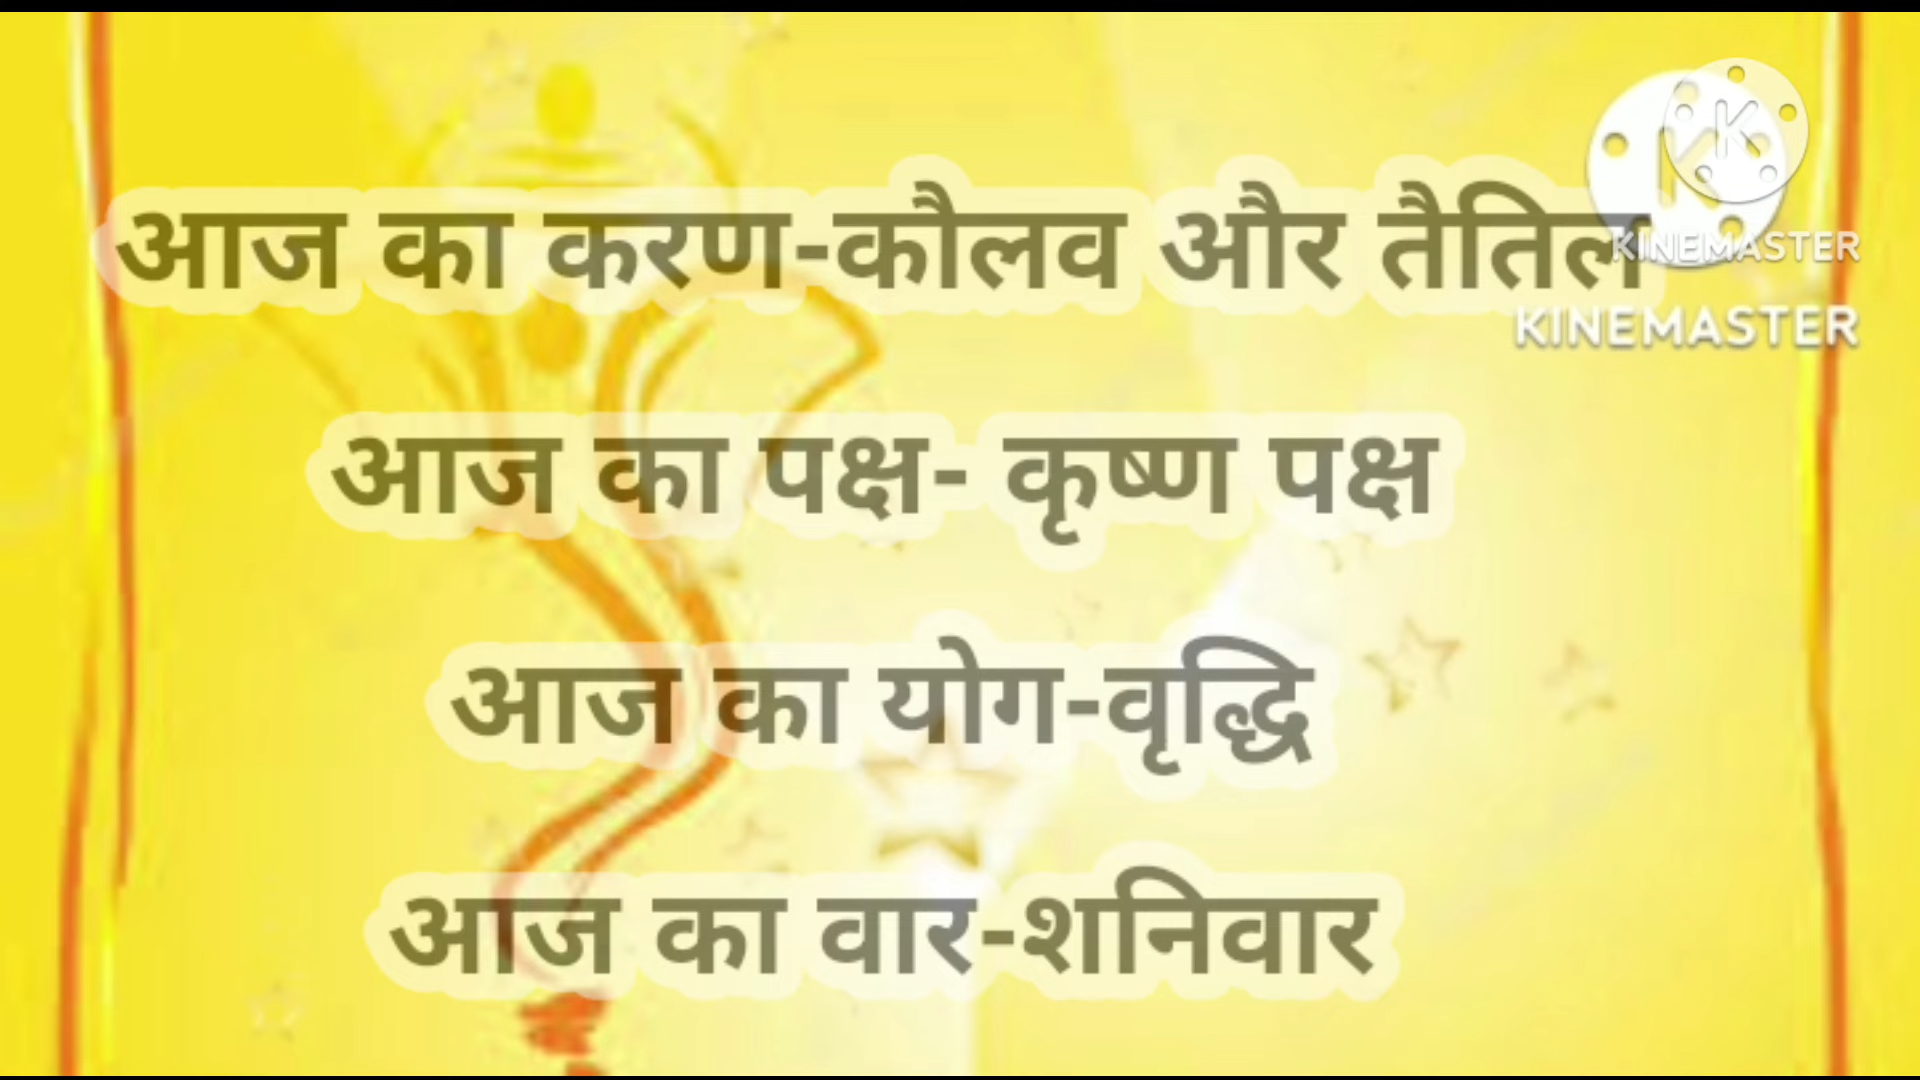 आज का करण-कौलव और तैतिल
KINEMASTER
KINEMASTER
आज का पक्ष- कृष्ण पक्ष
आज का योग-वृद्धि
आज का वार-शनिवार